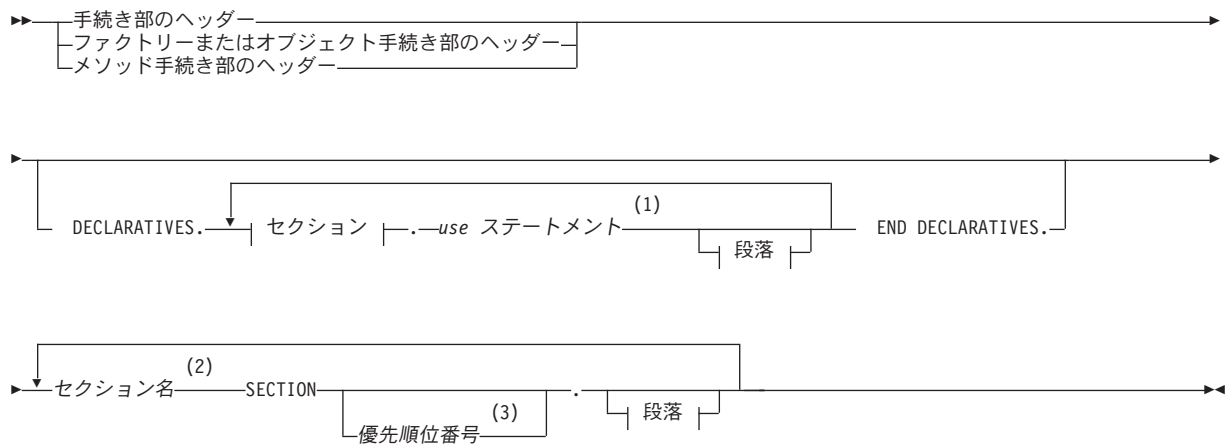 手続き部のヘッダー
ファクトリーまたはオブジェクト手続き部のヘッダー
メソッド手続き部のヘッダー
(1)
DECLARATIVES. セクション .use ステートメント END DECLARATIVES.
段落
(2)
セクション名 SECTION .
(3) 段落
優先順位番号